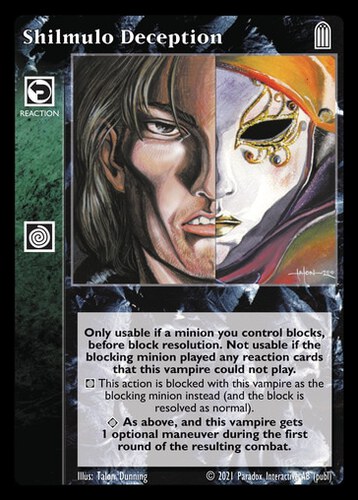 Shilmulo Deception
REACTION
Only usable if a minion you control blocks,
before block resolution. Not usable if the
blocking minion played any reaction cards
that this vampire could not play.
This action is blocked with this vampire as the
blocking minion instead (and the block is
resolved as normal).
As above, and this vampire gets
1 optional maneuver during the first
round of the resulting combat.
Illus: Talon Dunning © 2021 Paradox Interactive AB (publ)